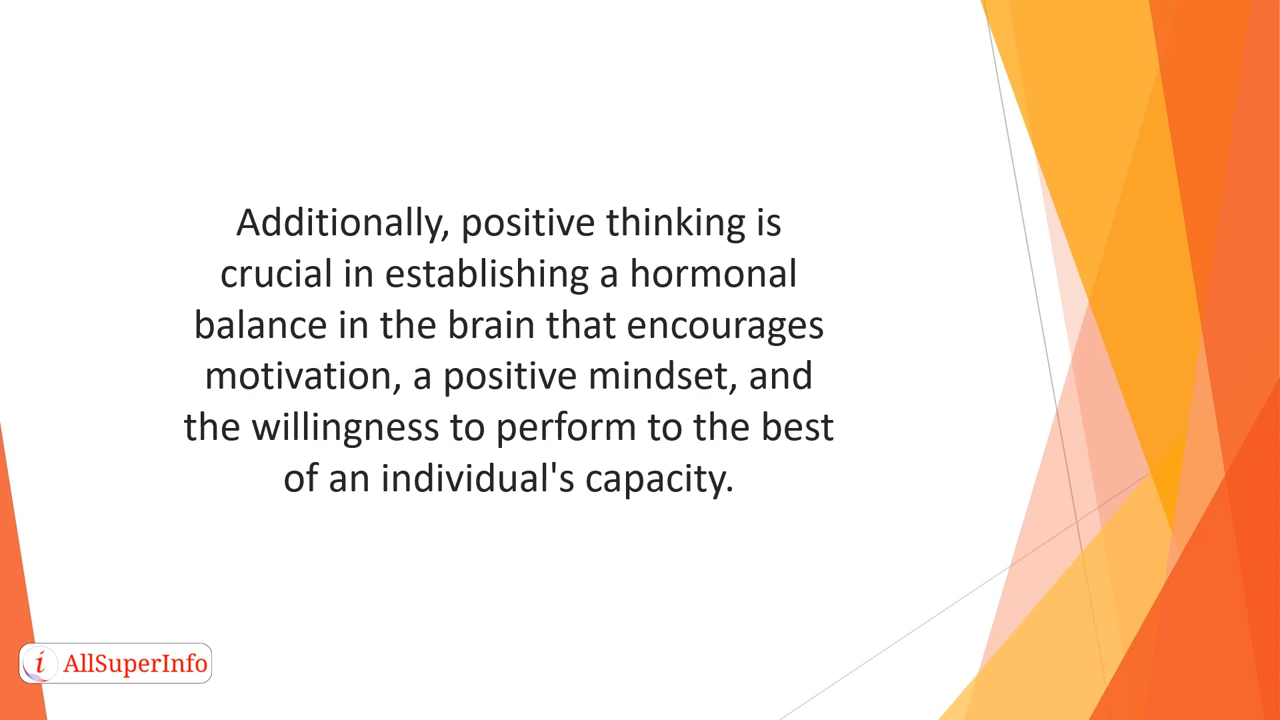 Additionally, positive thinking is
crucial in establishing a hormonal
balance in the brain that encourages
motivation, a positive mindset, and
the willingness to perform to the best
of an individual's capacity.
i AllSuperInfo